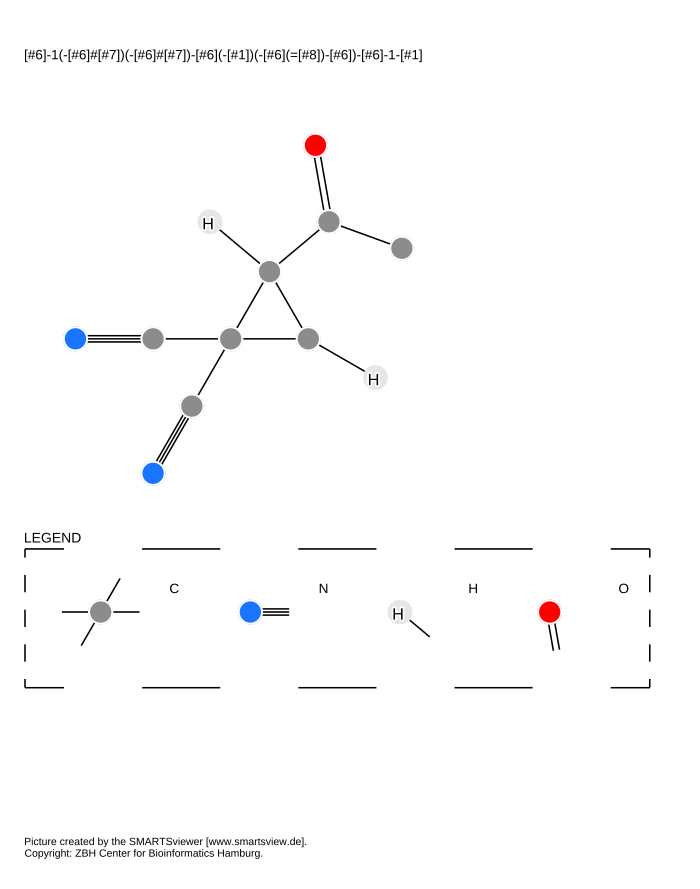 [#6]-1(-[#6]#[#7])(-[#6]#[#7])-[#6](-[#1])(-[#6](=[#8])-[#6])-[#6]-1-[#1]
H
H
LEGEND
C N H O
H
Picture created by the SMARTSviewer [www.smartsview.de].
Copyright: ZBH Center for Bioinformatics Hamburg.